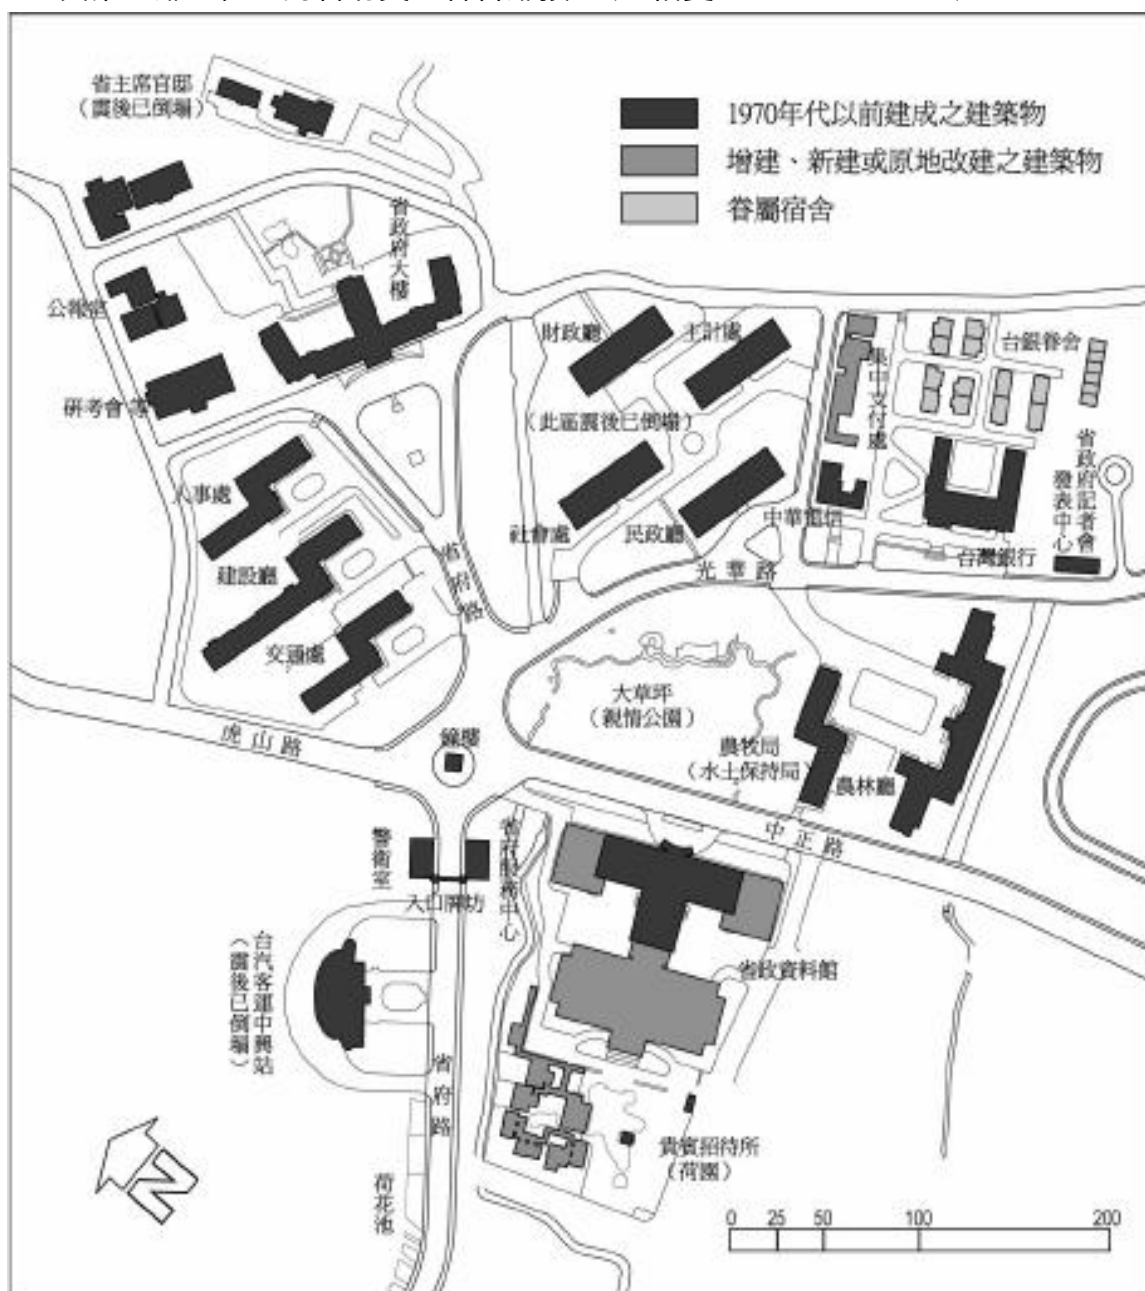 省主席官邸
（震後已倒塌）
1970年代以前建成之建築物
增建、新建或原地改建之建築物
眷屬宿舍
省政府大樓
公報室
研考會等
財政廳
主計處
（此區震後已倒塌）
社會處
民政廳
集中支付處
台銀眷舍
中華電信
台灣銀行
省政府記者會
發表中心
人事處
建設廳
交通處
省府路
光華路
大草坪
（親情公園）
農牧局
（水土保持局）
農林廳
虎山路
鐘樓
中正路
警衛室
入口牌坊
省府服務中心
台汽客運中興站
（震後已倒塌）
省政資料館
省府路
荷花池
貴賓招待所
（荷園）
N
0 25 50 100 200